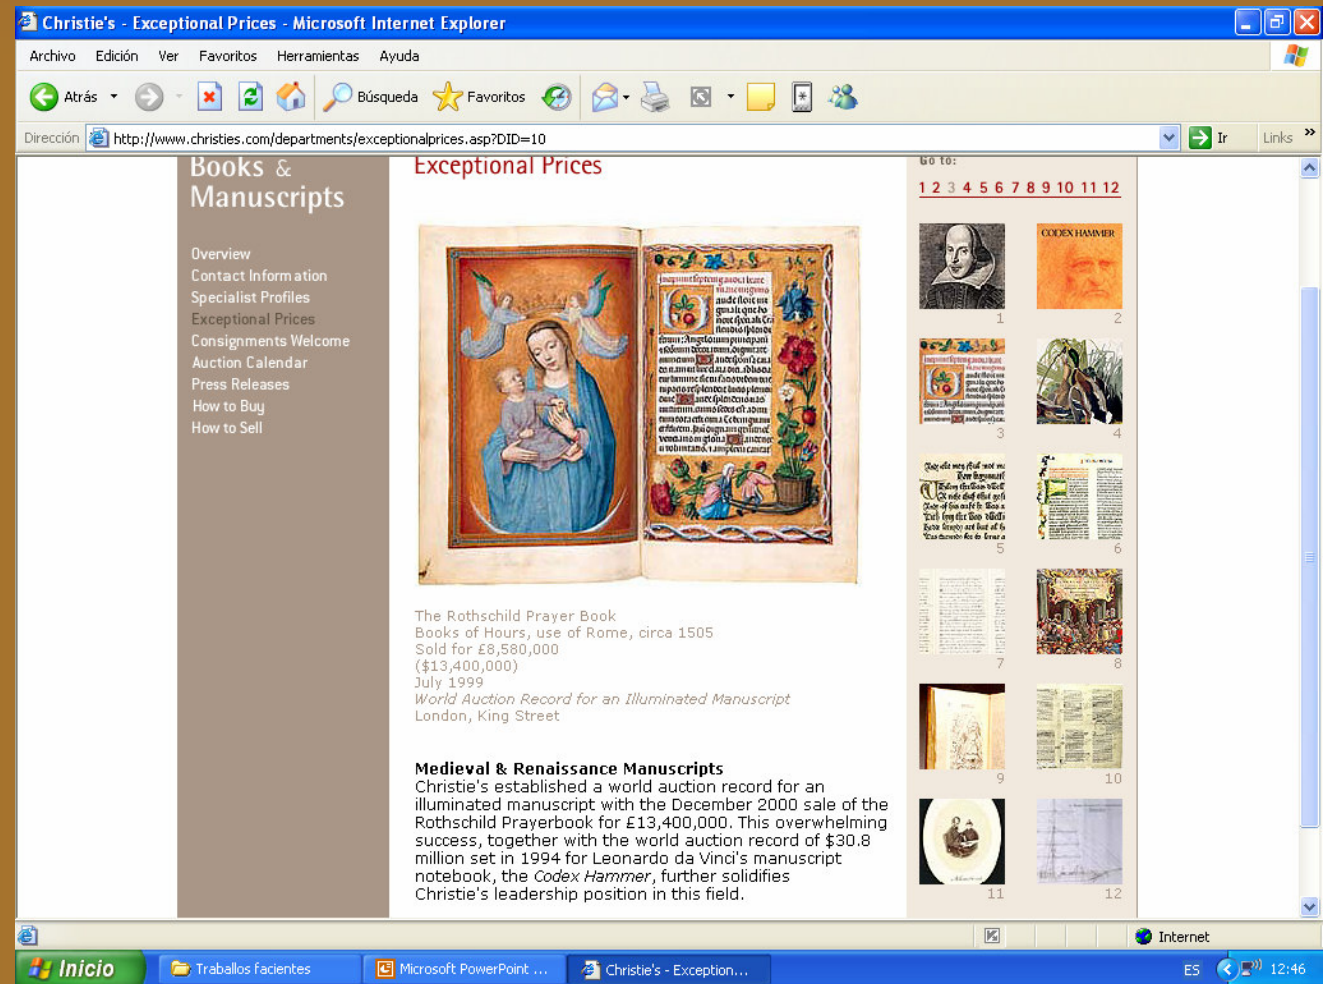 Christie's - Exceptional Prices - Microsoft Internet Explorer
Archivo Edición Ver Favoritos Herramientas Ayuda
Atrás Búsqueda Favoritos
Dirección http://www.christies.com/departments/exceptionalprices.asp?DID=10 Ir Links »
Books &
Manuscripts
Overview
Contact Information
Specialist Profiles
Exceptional Prices
Consignments Welcome
Auction Calendar
Press Releases
How to Buy
How to Sell
Exceptional Prices
The Rothschild Prayer Book
Books of Hours, use of Rome, circa 1505
Sold for £8,580,000
($13,400,000)
July 1999
World Auction Record for an Illuminated Manuscript
London, King Street
Medieval & Renaissance Manuscripts
Christie's established a world auction record for an
illuminated manuscript with the December 2000 sale of the
Rothschild Prayerbook for £13,400,000. This overwhelming
success, together with the world auction record of $30.8
million set in 1994 for Leonardo da Vinci's manuscript
notebook, the Codex Hammer, further solidifies
Christie's leadership position in this field.
Go to:
1 2 3 4 5 6 7 8 9 10 11 12
CODEX HAMMER
1 2
3 4
5 6
7 8
9 10
11 12
Internet
Inicio Traballos facientes Microsoft PowerPoint ... Christie's - Exception... ES 12:46